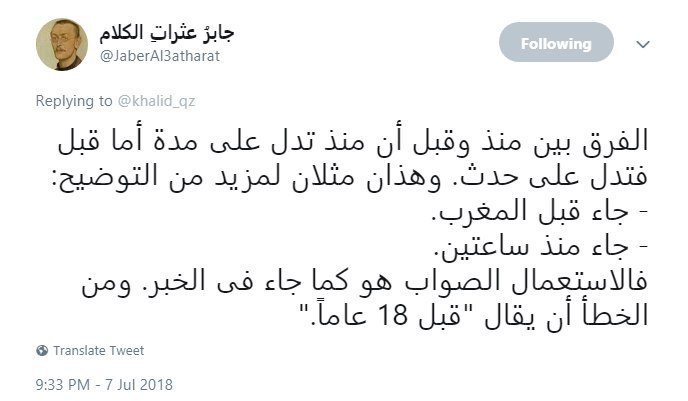 جابرُ عثراتِ الكلام
@JaberAl3atharat
Following
Replying to @khalid_qz
الفرق بين منذ وقبل أن منذ تدل على مدة أما قبل
فتدل على حدث. وهذان مثلان لمزيد من التوضيح:
- جاء قبل المغرب.
- جاء منذ ساعتين.
فالاستعمال الصواب هو كما جاء في الخبر. ومن
الخطأ أن يقال "قبل 18 عاماً."
Translate Tweet
9:33 PM - 7 Jul 2018